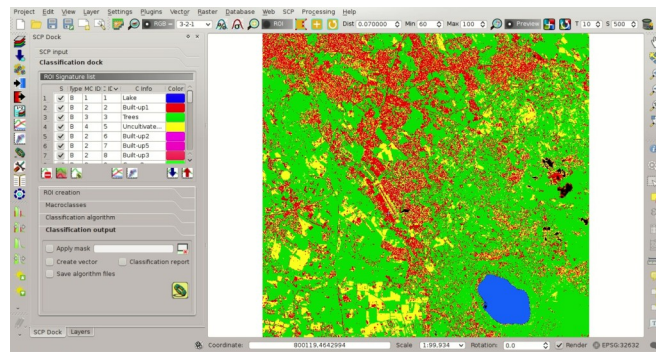 Project Edit View Layer Settings Plugins Vector Raster Database Web SCP Processing Help
RGB = 3-2-1 ROI Dist 0.070000 Min 60 Max 100 Preview T 10 S 500
SCP Dock
SCP input
Classification dock
ROI Signature list
S Type MC ID C Info Color
1 B 1 1 Lake
2 B 2 2 Built-up1
3 B 3 3 Trees
4 B 4 5 Uncultivate...
5 B 2 6 Built-up2
6 B 2 7 Built-up5
7 B 2 8 Built-up3
ROI creation
Macroclasses
Classification algorithm
Classification output
Apply mask
Create vector Classification report
Save algorithm files
SCP Dock Layers
Coordinate: 800119,4642994 Scale 1:99,934 Rotation: 0.0 Render EPSG:32632